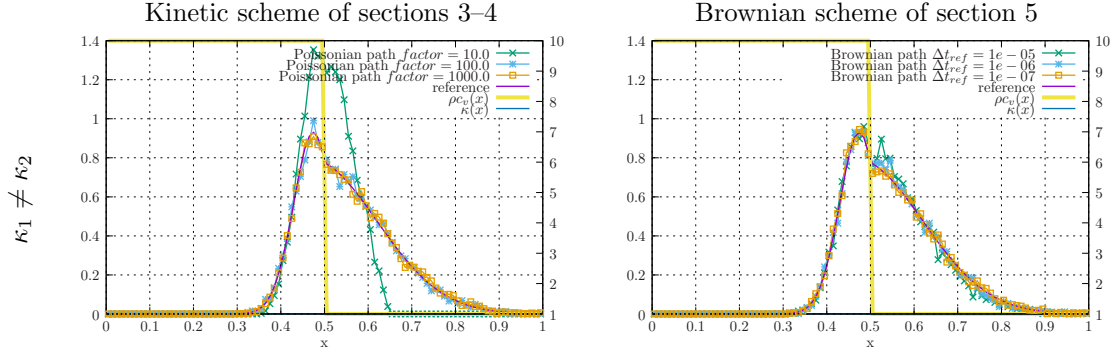 Kinetic scheme of sections 3–4
κ₁ ≠ κ₂
1.4
1.2
1
0.8
0.6
0.4
0.2
0
10
9
8
7
6
5
4
3
2
1
Poissonian path factor = 10.0
Poissonian path factor = 100.0
Poissonian path factor = 1000.0
reference
ρcᵥ(x)
κ(x)
0 0.1 0.2 0.3 0.4 0.5 0.6 0.7 0.8 0.9 1
x
Brownian scheme of section 5
1.4
1.2
1
0.8
0.6
0.4
0.2
0
10
9
8
7
6
5
4
3
2
1
Brownian path Δt_ref = 1e − 05
Brownian path Δt_ref = 1e − 06
Brownian path Δt_ref = 1e − 07
reference
ρcᵥ(x)
κ(x)
0 0.1 0.2 0.3 0.4 0.5 0.6 0.7 0.8 0.9 1
x